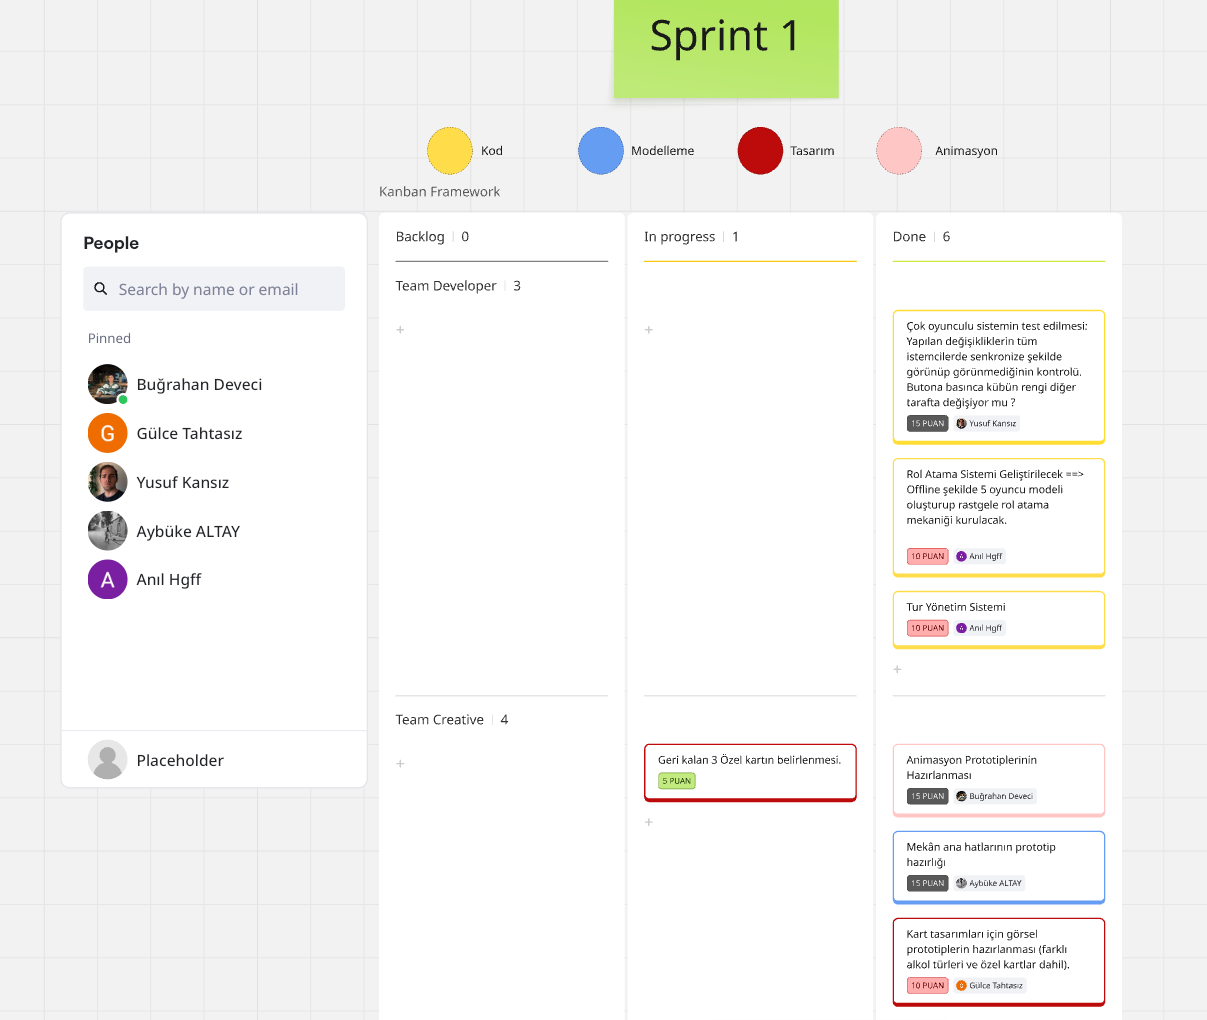 Sprint 1
Kod
Modelleme
Tasarım
Animasyon
Kanban Framework
People
Search by name or email
Pinned
Buğrahan Deveci
G
Gülce Tahtasız
Yusuf Kansız
Aybüke ALTAY
A
Anıl Hgff
Placeholder
Backlog | 0
In progress | 1
Done | 6
Team Developer | 3
Çok oyunculu sistemin test edilmesi:
Yapılan değişikliklerin tüm
istemcilerde senkronize şekilde
görünüp görünmediğinin kontrolü.
Butona basınca kübün rengi diğer
tarafta değişiyor mu ?
15 PUAN Yusuf Kansız
Rol Atama Sistemi Geliştirilecek ==>
Offline şekilde 5 oyuncu modeli
oluşturup rastgele rol atama
mekaniği kurulacak.
10 PUAN A Anıl Hgff
Tur Yönetim Sistemi
10 PUAN A Anıl Hgff
Team Creative | 4
Geri kalan 3 Özel kartın belirlenmesi.
5 PUAN
Animasyon Prototiplerinin
Hazırlanması
15 PUAN Buğrahan Deveci
Mekân ana hatlarının prototip
hazırlığı
15 PUAN Aybüke ALTAY
Kart tasarımları için görsel
prototiplerin hazırlanması (farklı
alkol türleri ve özel kartlar dahil).
10 PUAN G Gülce Tahtasız